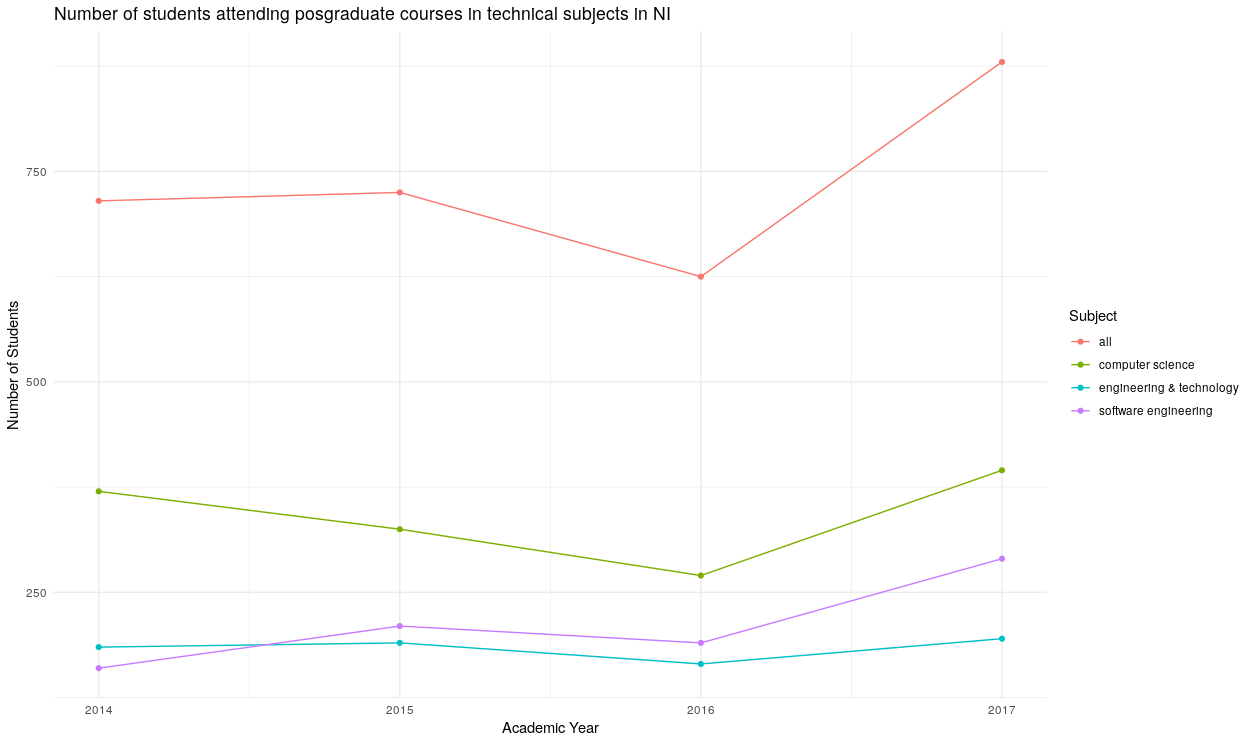 Number of students attending posgraduate courses in technical subjects in NI
Number of Students
750
500
250
2014
2015
2016
2017
Academic Year
Subject
all
computer science
engineering & technology
software engineering